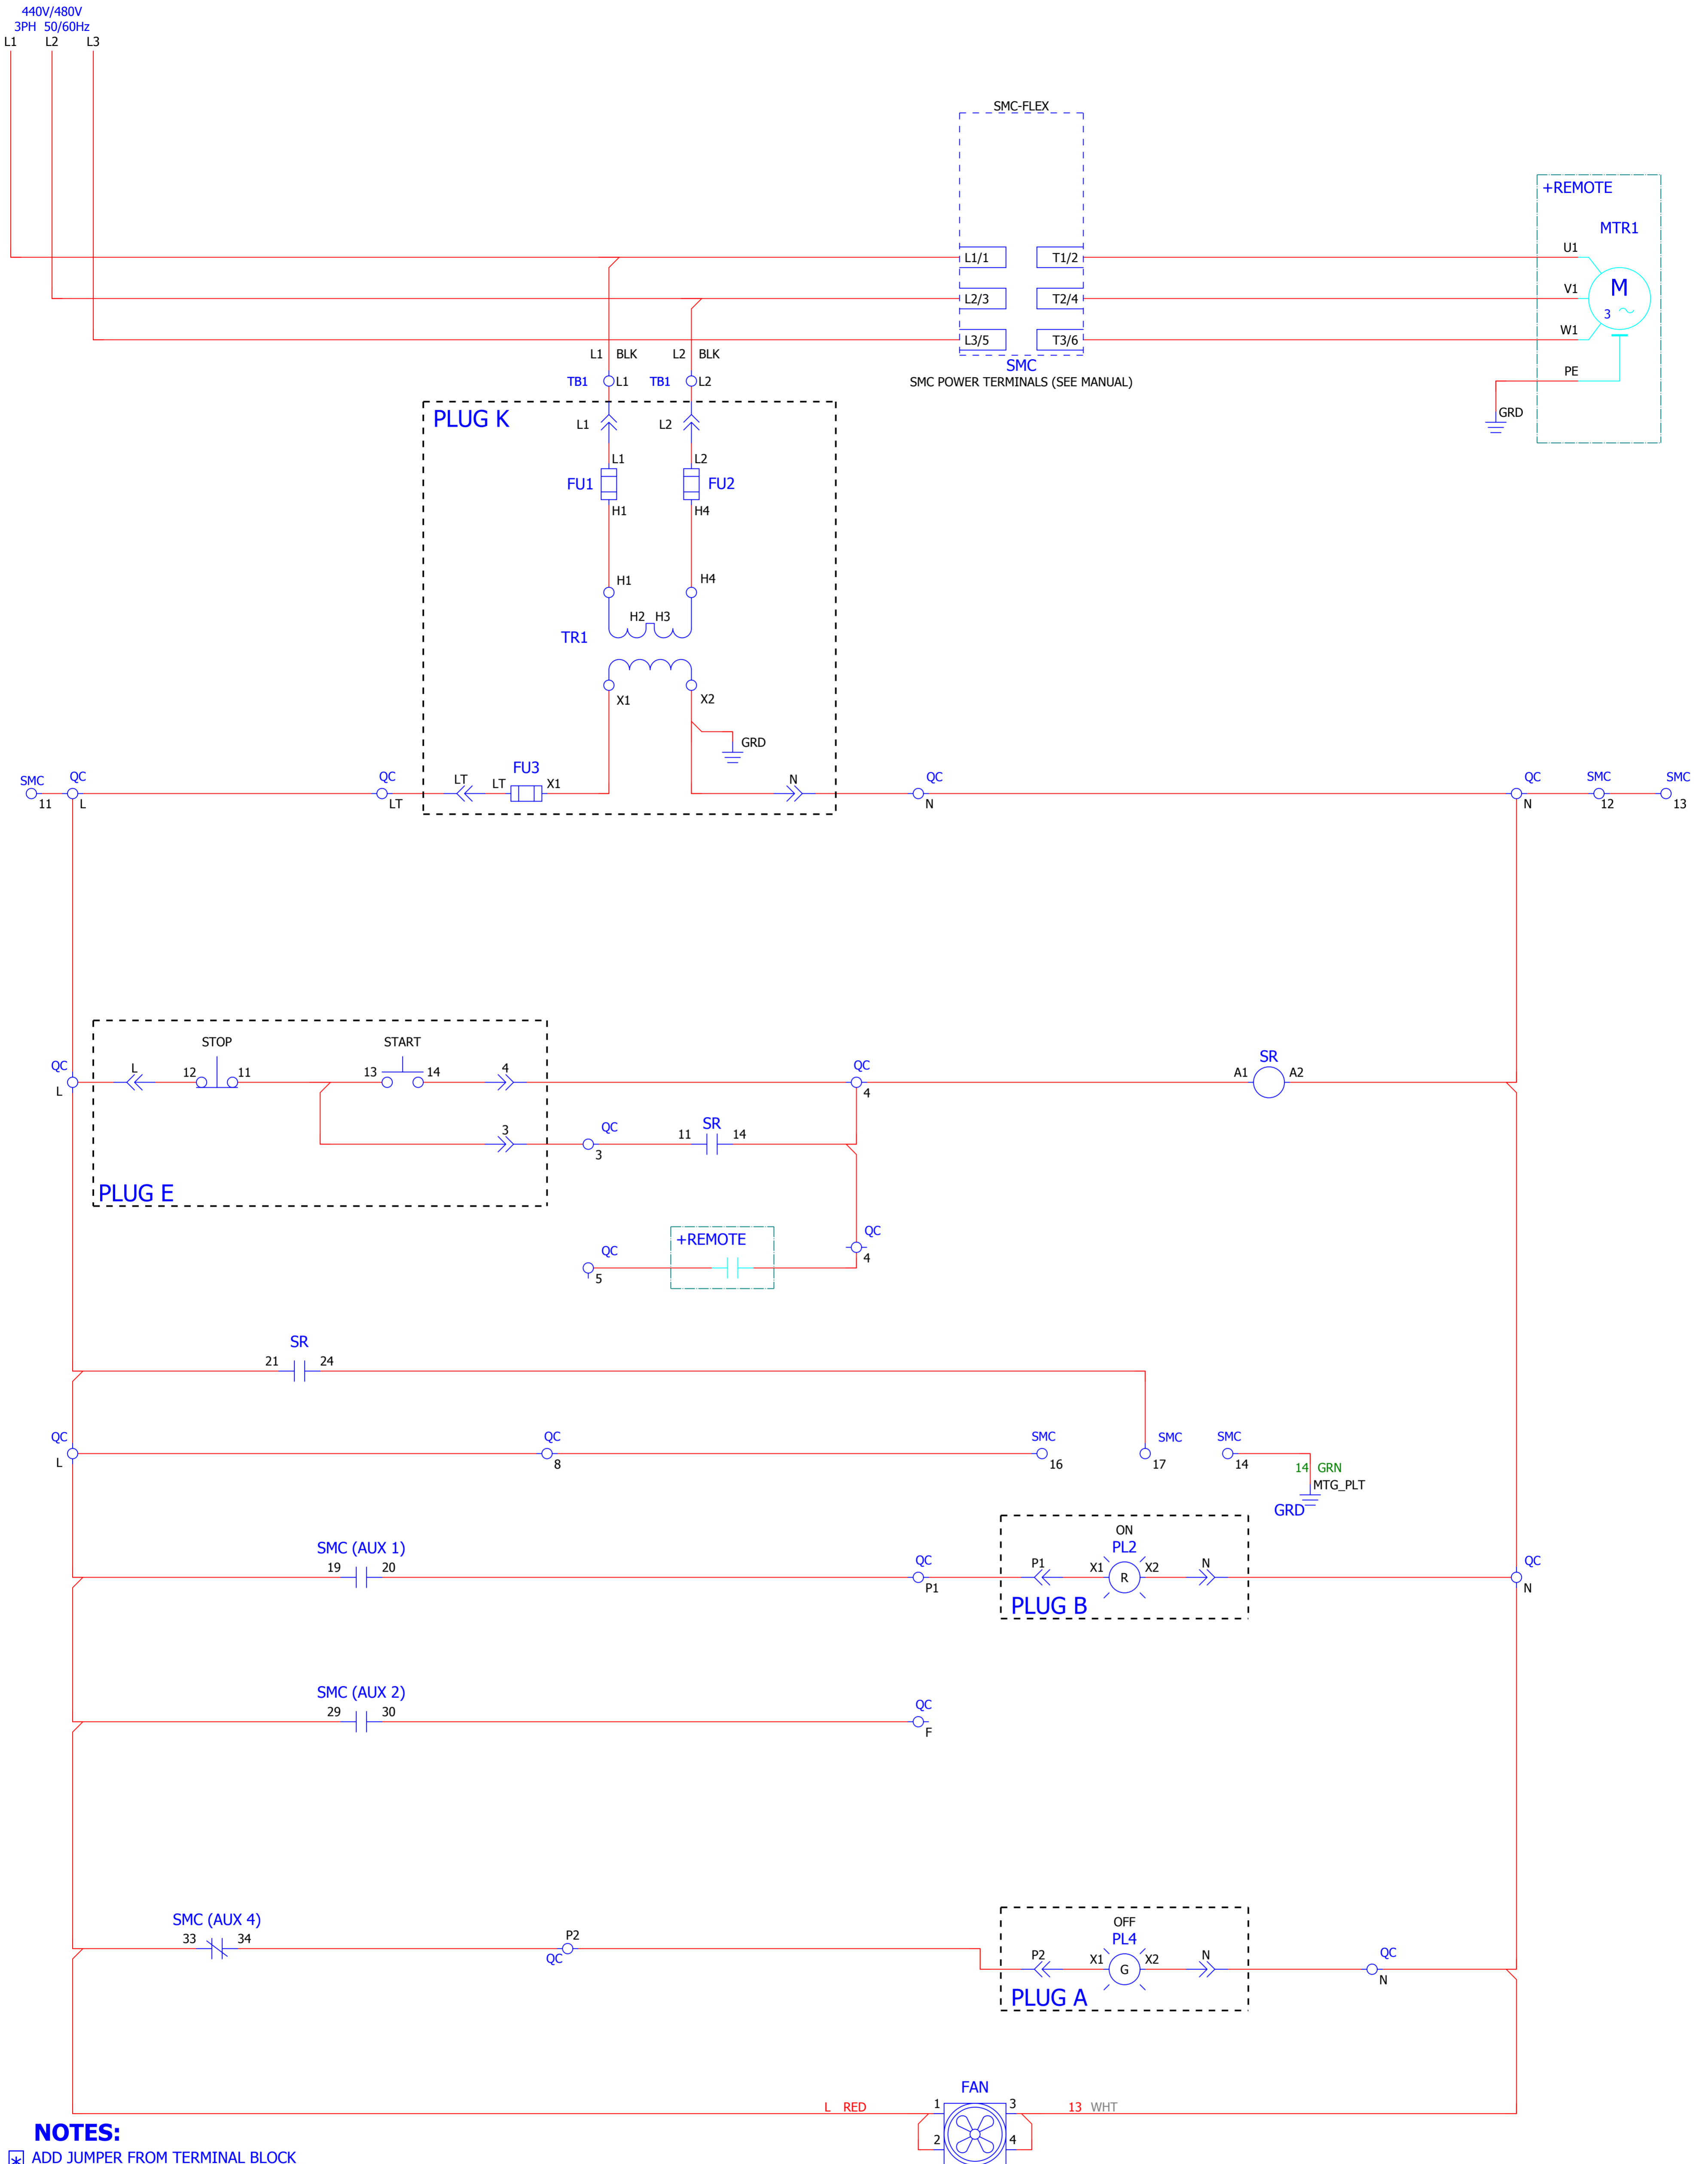 440V/480V
3PH 50/60Hz
L1 L2 L3
SMC-FLEX
+REMOTE
MTR1
L1/1 T1/2 U1
M
3
L2/3 T2/4 V1
L3/5 T3/6 W1
L1 BLK L2 BLK
SMC
PE
TB1 L1 TB1 L2
SMC POWER TERMINALS (SEE MANUAL)
GRD
PLUG K
L1 L2
L1 L2
FU1 FU2
H1 H4
H1 H4
H2 H3
TR1
X1 X2
GRD
FU3
SMC QC QC LT LT X1 N QC QC SMC SMC
11 L LT N N 12 13
STOP START
QC L 12 11 13 14 4 QC SR
L 4 A1 A2
3 QC 11 SR 14
3
PLUG E
QC
+REMOTE
4
QC
5
SR
21 24
QC QC SMC SMC SMC
L 8 16 17 14
14 GRN
MTG_PLT
GRD
ON
SMC (AUX 1) PL2
19 20 QC P1 X1 R X2 N QC
P1 N
PLUG B
SMC (AUX 2)
29 30 QC
F
SMC (AUX 4) OFF
33 34 P2 PL4
QC P2 X1 G X2 N QC
N
PLUG A
FAN
L RED 1 3 13 WHT
2 4
NOTES:
* ADD JUMPER FROM TERMINAL BLOCK